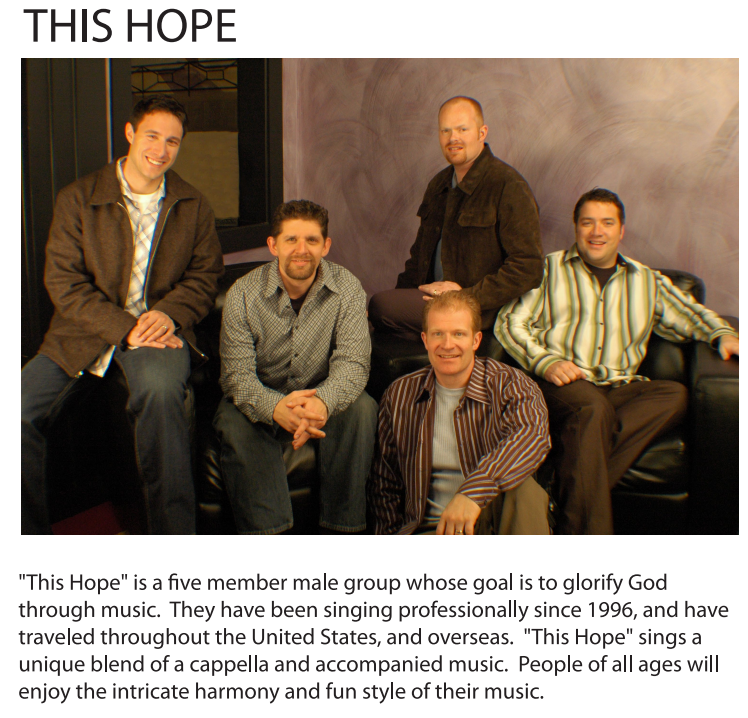 THIS HOPE
"This Hope" is a five member male group whose goal is to glorify God
through music.  They have been singing professionally since 1996, and have
traveled throughout the United States, and overseas.  "This Hope" sings a
unique blend of a cappella and accompanied music.  People of all ages will
enjoy the intricate harmony and fun style of their music.